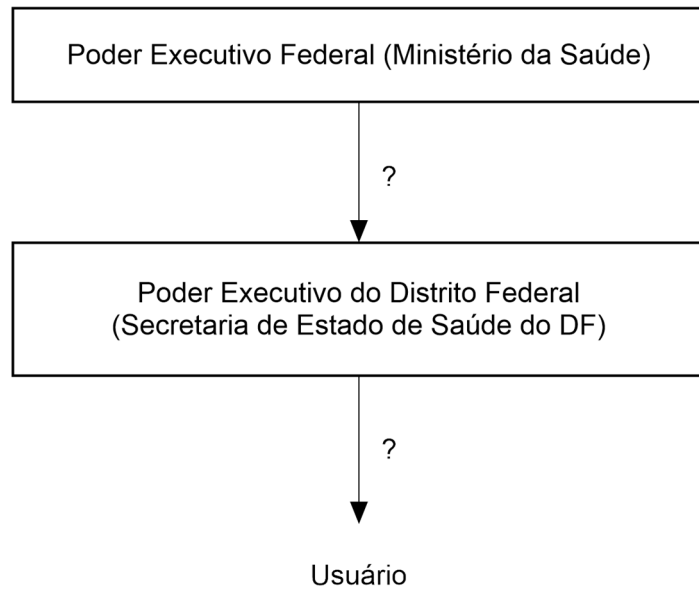 Poder Executivo Federal (Ministério da Saúde)
?
Poder Executivo do Distrito Federal
(Secretaria de Estado de Saúde do DF)
?
Usuário